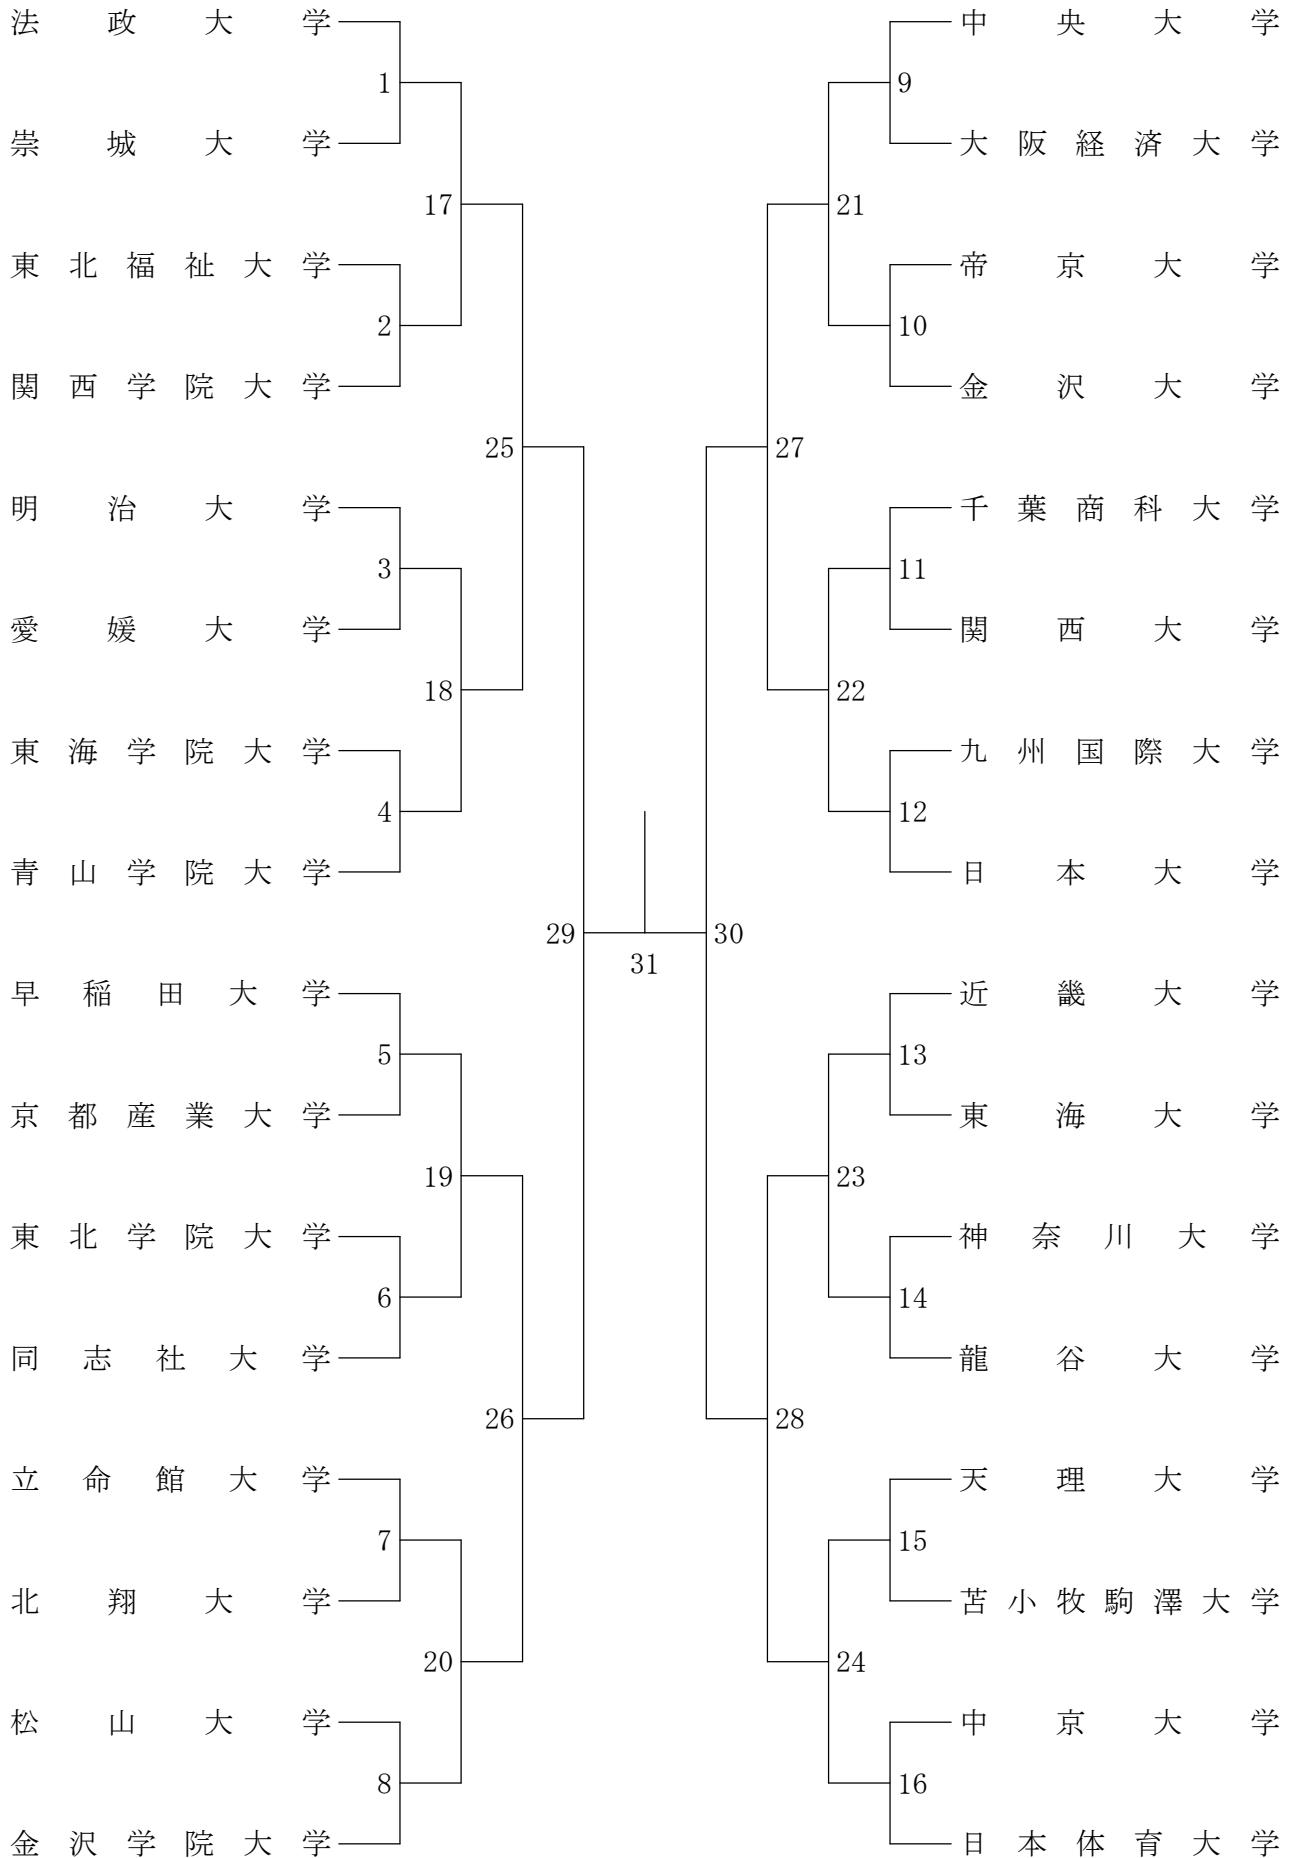 法政大学
1
崇城大学
17
東北福祉大学
2
関西学院大学
25
明治大学
3
愛媛大学
18
東海学院大学
4
青山学院大学
29
早稲田大学
5
京都産業大学
19
東北学院大学
6
同志社大学
26
立命館大学
7
北翔大学
20
松山大学
8
金沢学院大学
31
中央大学
9
大阪経済大学
21
帝京大学
10
金沢大学
27
千葉商科大学
11
関西大学
22
九州国際大学
12
日本大学
30
近畿大学
13
東海大学
23
神奈川大学
14
龍谷大学
28
天理大学
15
苫小牧駒澤大学
24
中京大学
16
日本体育大学